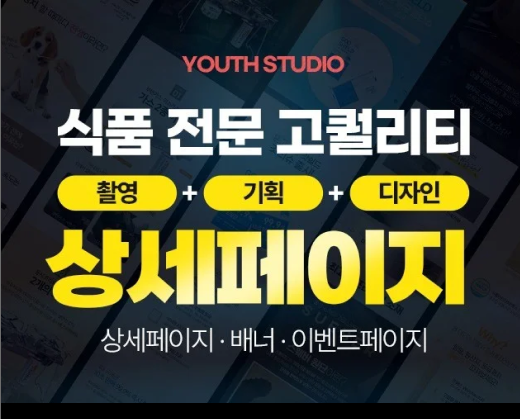 YOUTH STUDIO
식품 전문 고퀄리티
촬영 + 기획 + 디자인
상세페이지
상세페이지 · 배너 · 이벤트페이지